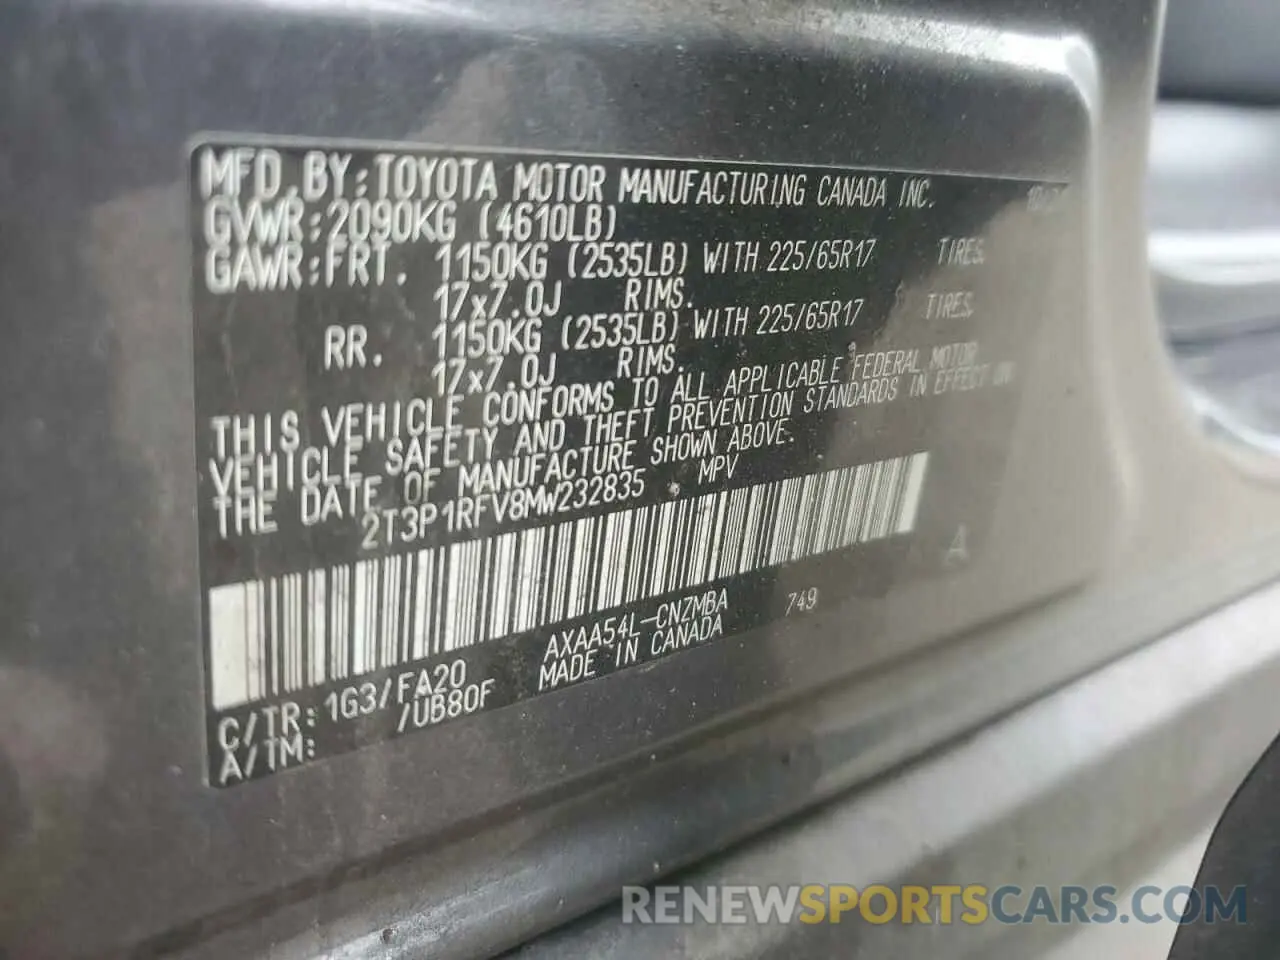 MFD. BY: TOYOTA MOTOR MANUFACTURING CANADA INC.
GVWR: 2090KG (4610LB)
GAWR: FRT. 1150KG (2535LB) WITH 225/65R17 TIRES.
17x7.0J RIMS.
RR. 1150KG (2535LB) WITH 225/65R17 TIRES.
17x7.0J RIMS.
THIS VEHICLE CONFORMS TO ALL APPLICABLE FEDERAL MOTOR
VEHICLE SAFETY AND THEFT PREVENTION STANDARDS IN EFFECT ON
THE DATE OF MANUFACTURE SHOWN ABOVE.
2T3P1RFV8MW232835 MPV
A
AXAA54L-CNZMBA 749
MADE IN CANADA
C/TR: 1G3/FA20
A/TM: /UB80F
RENEWSPORTSCARS.COM